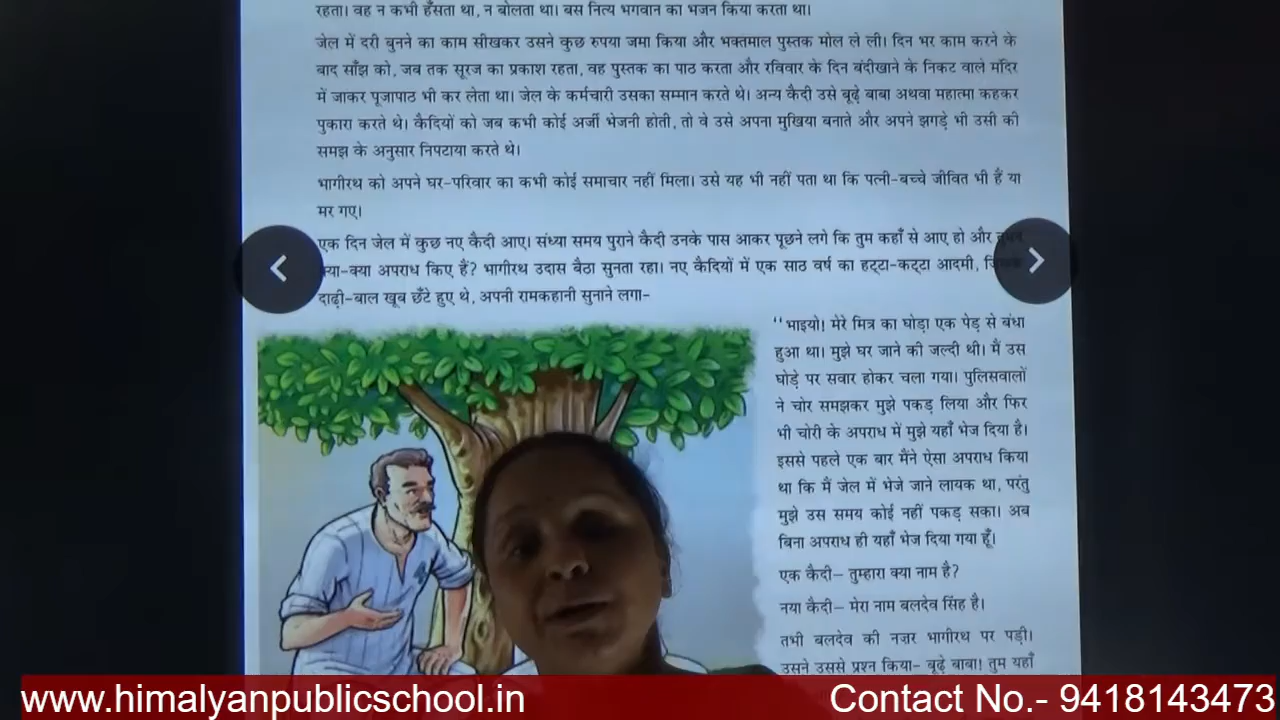 रहता। वह न कभी हँसता था, न बोलता था। बस नित्य भगवान का भजन किया करता था।
जेल में दरी बुनने का काम सीखकर उसने कुछ रुपया जमा किया और भक्तमाल पुस्तक मोल ले ली। दिन भर काम करने के
बाद साँझ को, जब तक सूरज का प्रकाश रहता, वह पुस्तक का पाठ करता और रविवार के दिन बंदीखाने के निकट वाले मंदिर
में जाकर पूजापाठ भी कर लेता था। जेल के कर्मचारी उसका सम्मान करते थे। अन्य कैदी उसे बूढ़े बाबा अथवा महात्मा कहकर
पुकारा करते थे। कैदियों को जब कभी कोई अर्जी भेजनी होती, तो वे उसे अपना मुखिया बनाते और अपने झगड़े भी उसी की
समझ के अनुसार निपटाया करते थे।
भागीरथ को अपने घर-परिवार का कभी कोई समाचार नहीं मिला। उसे यह भी नहीं पता था कि पत्नी-बच्चे जीवित भी हैं या
मर गए।
एक दिन जेल में कुछ नए कैदी आए। संध्या समय पुराने कैदी उनके पास आकर पूछने लगे कि तुम कहाँ से आए हो और
क्या-क्या अपराध किए हैं? भागीरथ उदास बैठा सुनता रहा। नए कैदियों में एक साठ वर्ष का हट्टा-कट्टा आदमी,
दाढ़ी-बाल खूब छँटे हुए थे, अपनी रामकहानी सुनाने लगा-
‘‘भाइयो! मेरे मित्र का घोड़ा एक पेड़ से बंधा
हुआ था। मुझे घर जाने की जल्दी थी। मैं उस
घोड़े पर सवार होकर चला गया। पुलिसवालों
ने चोर समझकर मुझे पकड़ लिया और फिर
भी चोरी के अपराध में मुझे यहाँ भेज दिया है।
इससे पहले एक बार मैंने ऐसा अपराध किया
था कि मैं जेल में भेजे जाने लायक था, परंतु
मुझे उस समय कोई नहीं पकड़ सका। अब
बिना अपराध ही यहाँ भेज दिया गया हूँ।
एक कैदी– तुम्हारा क्या नाम है?
नया कैदी– मेरा नाम बलदेव सिंह है।
तभी बलदेव की नज़र भागीरथ पर पड़ी।
उसने उससे प्रश्न किया- बूढ़े बाबा! तुम यहाँ
www.himalyanpublicschool.in
Contact No.- 9418143473